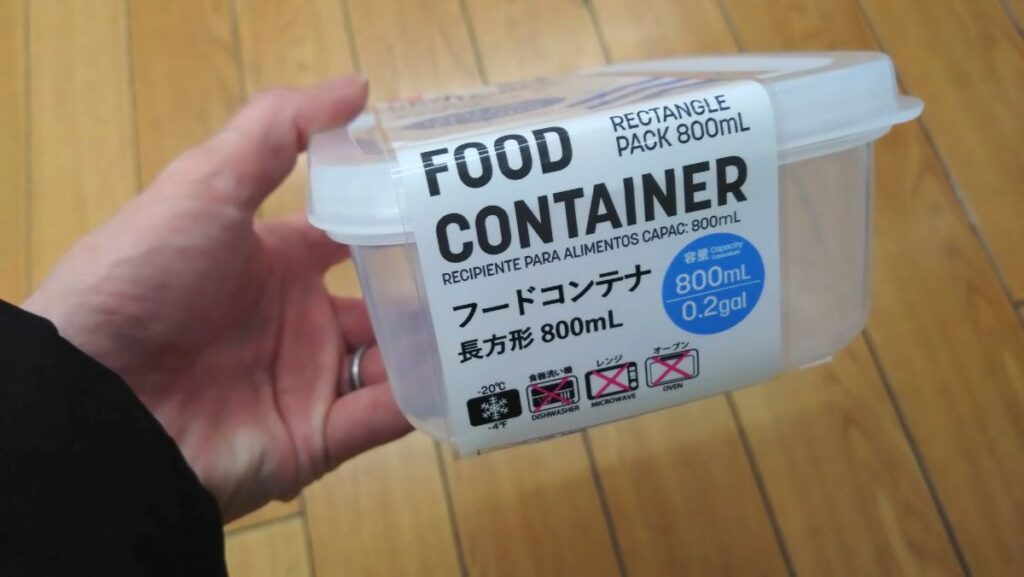 FOOD
CONTAINER
RECTANGLE
PACK 800mL
RECIPIENTE PARA ALIMENTOS CAPAC: 800mL
フードコンテナ
長方形 800mL
容量 Capacity
800mL
0.2gal
-20℃
-4℉
食器洗い機
DISHWASHER
レンジ
MICROWAVE
オーブン
OVEN